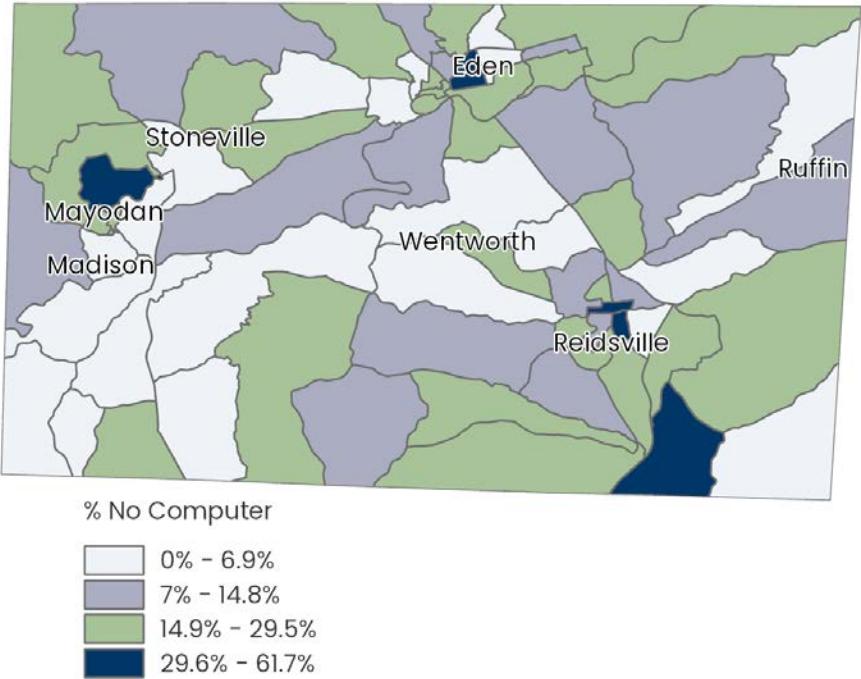 Eden
Stoneville
Ruffin
Mayodan
Wentworth
Madison
Reidsville
% No Computer
0% - 6.9%
7% - 14.8%
14.9% - 29.5%
29.6% - 61.7%